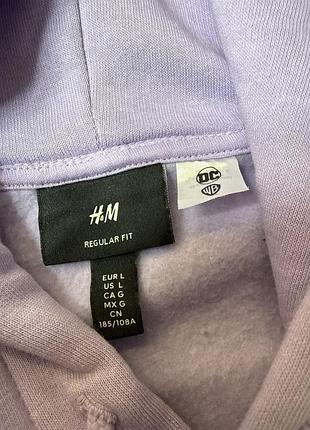 H&M
REGULAR FIT
EUR L
US L
CA G
MX G
CN
185/108A
DC
WB